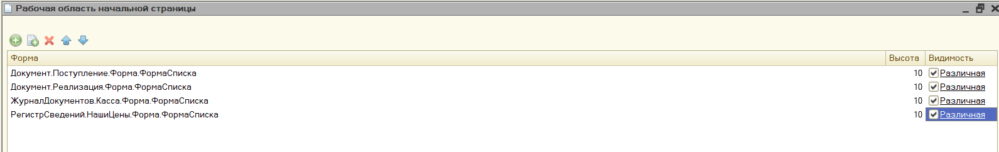 Рабочая область начальной страницы
Форма Высота Видимость
Документ.Поступление.Форма.ФормаСписка 10 Различная
Документ.Реализация.Форма.ФормаСписка 10 Различная
ЖурналДокументов.Касса.Форма.ФормаСписка 10 Различная
РегистрСведений.НашиЦены.Форма.ФормаСписка 10 Различная